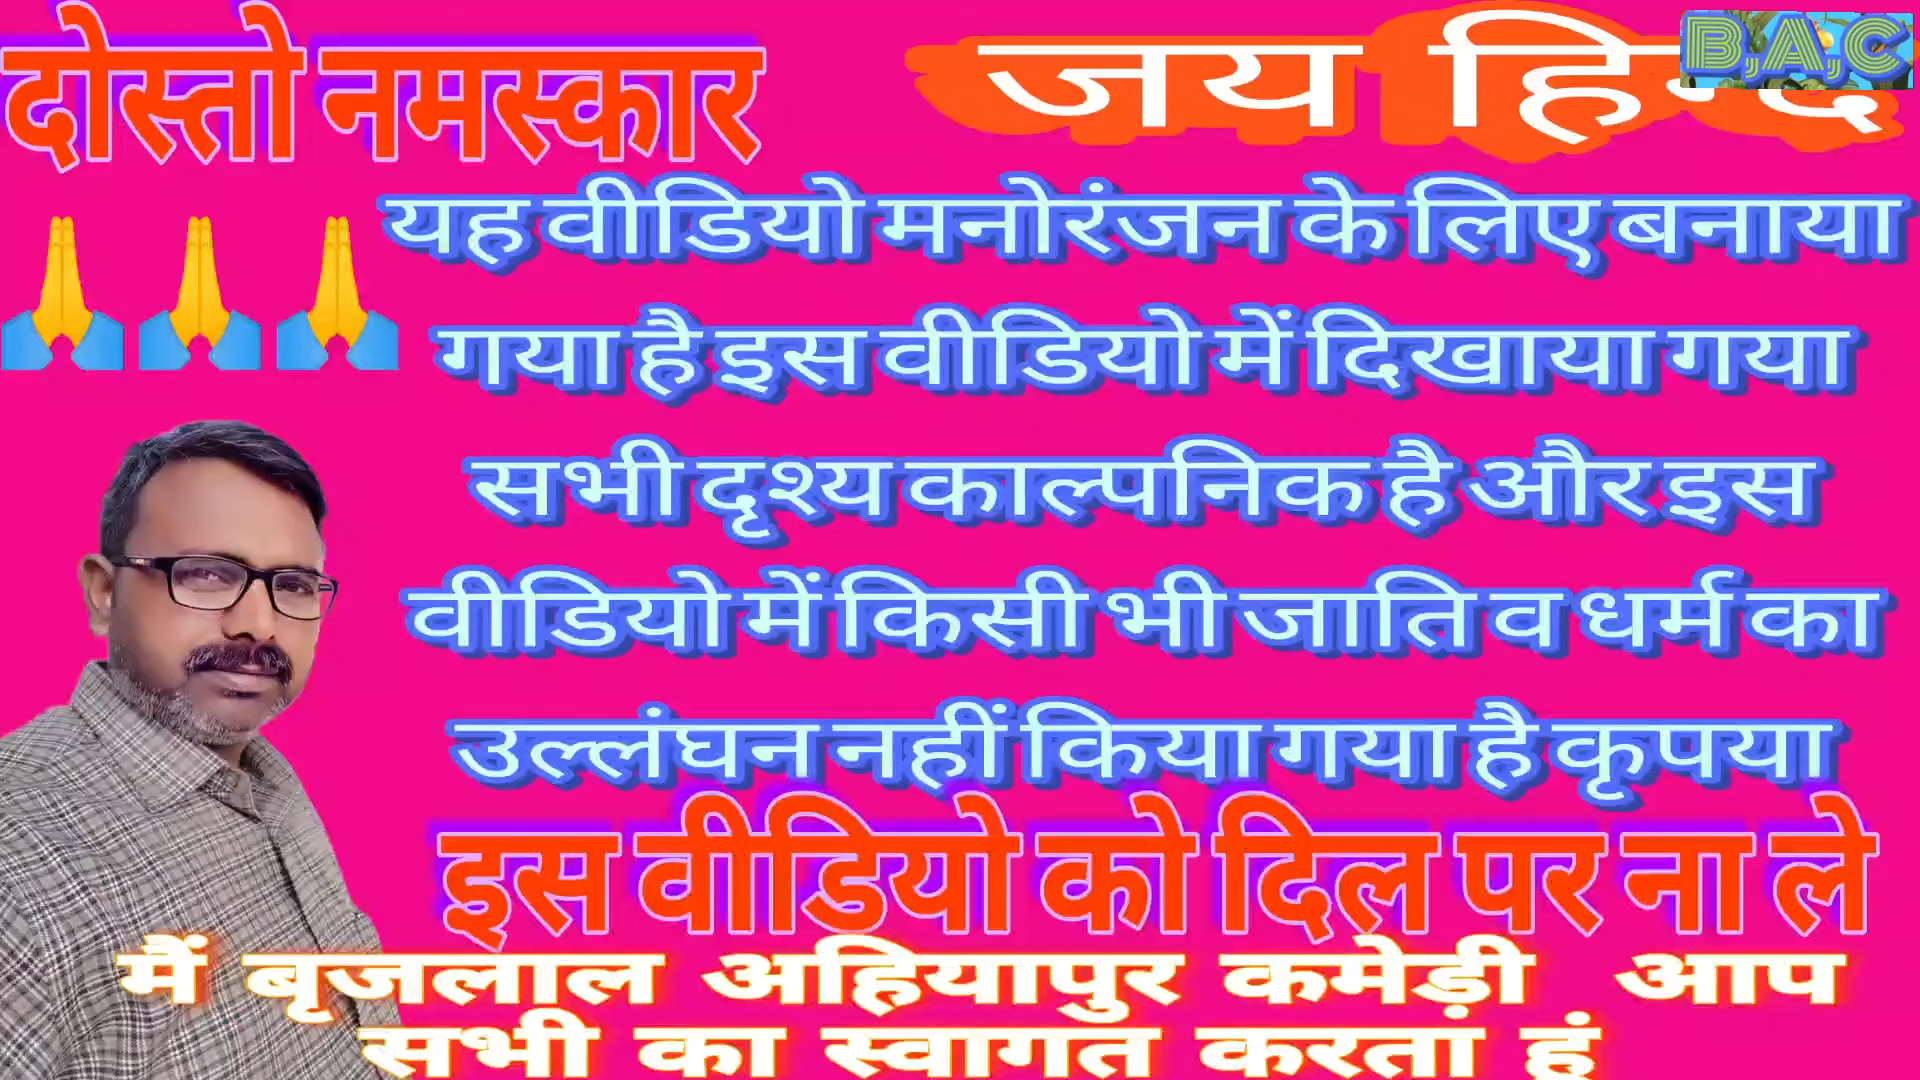 दोस्तो नमस्कार
जय हिन्द
B,A,C
यह वीडियो मनोरंजन के लिए बनाया
गया है इस वीडियो में दिखाया गया
सभी दृश्य काल्पनिक है और इस
वीडियो में किसी भी जाति व धर्म का
उल्लंघन नहीं किया गया है कृपया
इस वीडियो को दिल पर ना ले
मैं बृजलाल अहियापुर कमेड़ी आप
सभी का स्वागत करता हूं